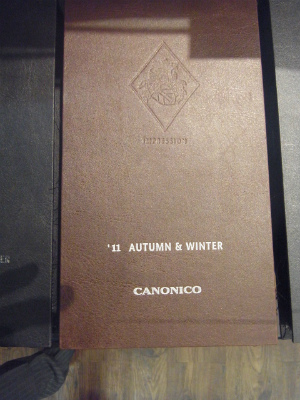 IMPRESSION
'11 AUTUMN & WINTER
CANONICO